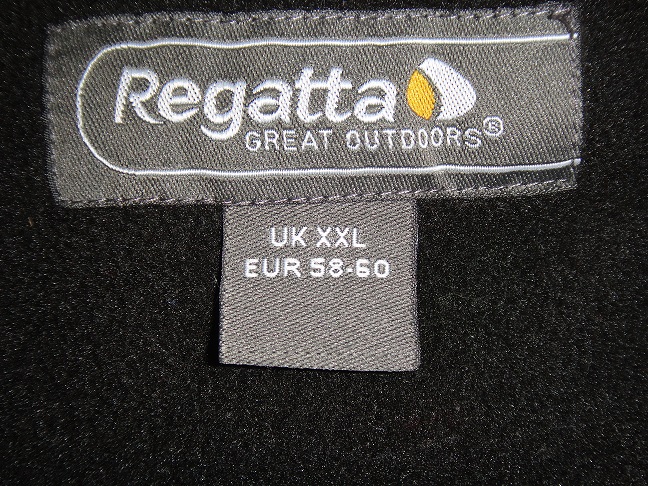 Regatta
GREAT OUTDOORS®
UK XXL
EUR 58-60